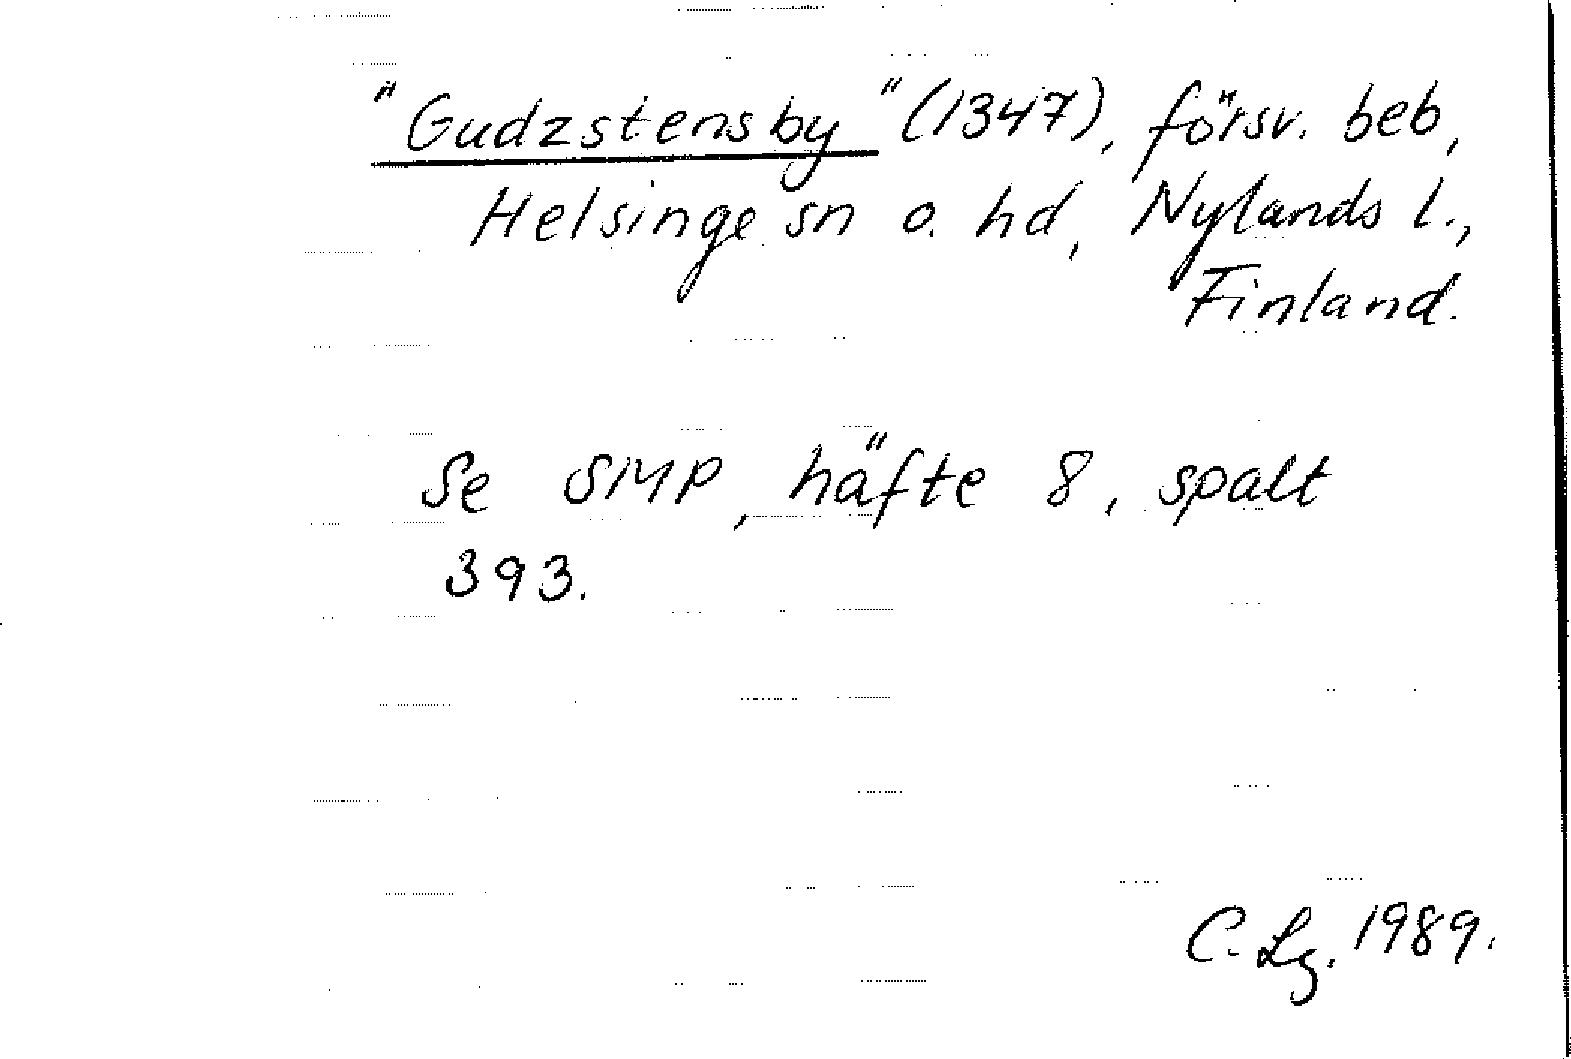 "Gudzstensby" (1347), försv. beb,
Helsinge sn o. hd, Nylands l.,
Finland.
Se SMP, häfte 8, spalt
393.
C. Lg. 1989.